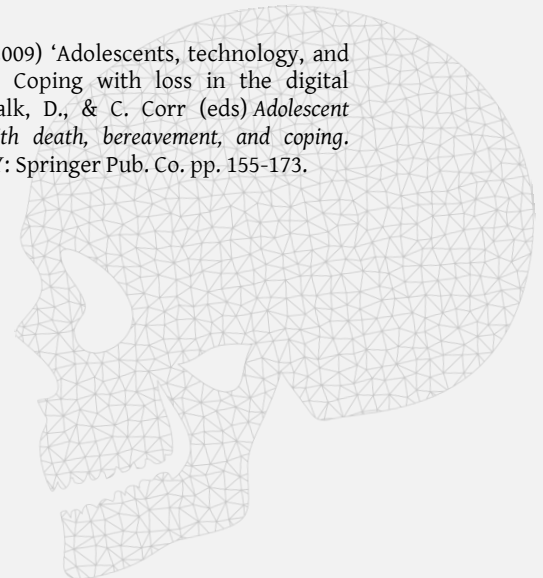 009) ‘Adolescents, technology, and
Coping with loss in the digital
alk, D., & C. Corr (eds) Adolescent
th death, bereavement, and coping.
: Springer Pub. Co. pp. 155-173.